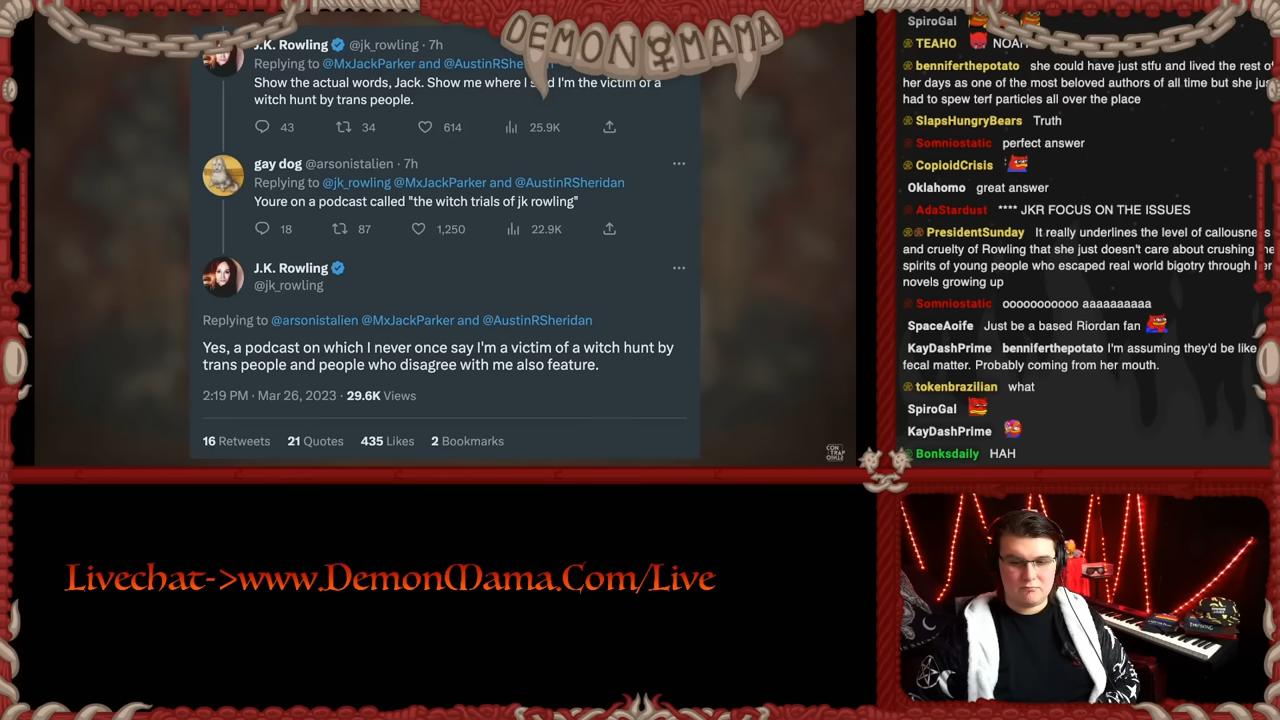 DEMON MAMA
J.K. Rowling @jk_rowling · 7h
Replying to @MxJackParker and @AustinRShe
Show the actual words, Jack. Show me where I s d I'm the victim of a
witch hunt by trans people.
43 34 614 25.9K
gay dog @arsonistalien · 7h
Replying to @jk_rowling @MxJackParker and @AustinRSheridan
Youre on a podcast called "the witch trials of jk rowling"
18 87 1,250 22.9K
J.K. Rowling
@jk_rowling
Replying to @arsonistalien @MxJackParker and @AustinRSheridan
Yes, a podcast on which I never once say I'm a victim of a witch hunt by
trans people and people who disagree with me also feature.
2:19 PM · Mar 26, 2023 · 29.6K Views
16 Retweets 21 Quotes 435 Likes 2 Bookmarks
CON
TRAP
OINTS
SpiroGal
TEAHO NOAH
benniferthepotato she could have just stfu and lived the rest of
her days as one of the most beloved authors of all time but she jus
had to spew terf particles all over the place
SlapsHungryBears Truth
Somniostatic perfect answer
CopioidCrisis
Oklahomo great answer
AdaStardust **** JKR FOCUS ON THE ISSUES
PresidentSunday It really underlines the level of callousness
and cruelty of Rowling that she just doesn't care about crushing the
spirits of young people who escaped real world bigotry through her
novels growing up
Somniostatic ooooooooooo aaaaaaaaaa
SpaceAoife Just be a based Riordan fan
KayDashPrime benniferthepotato I'm assuming they'd be like
fecal matter. Probably coming from her mouth.
tokenbrazilian what
SpiroGal
KayDashPrime
Bonksdaily HAH
Livechat->www.DemonMama.Com/Live